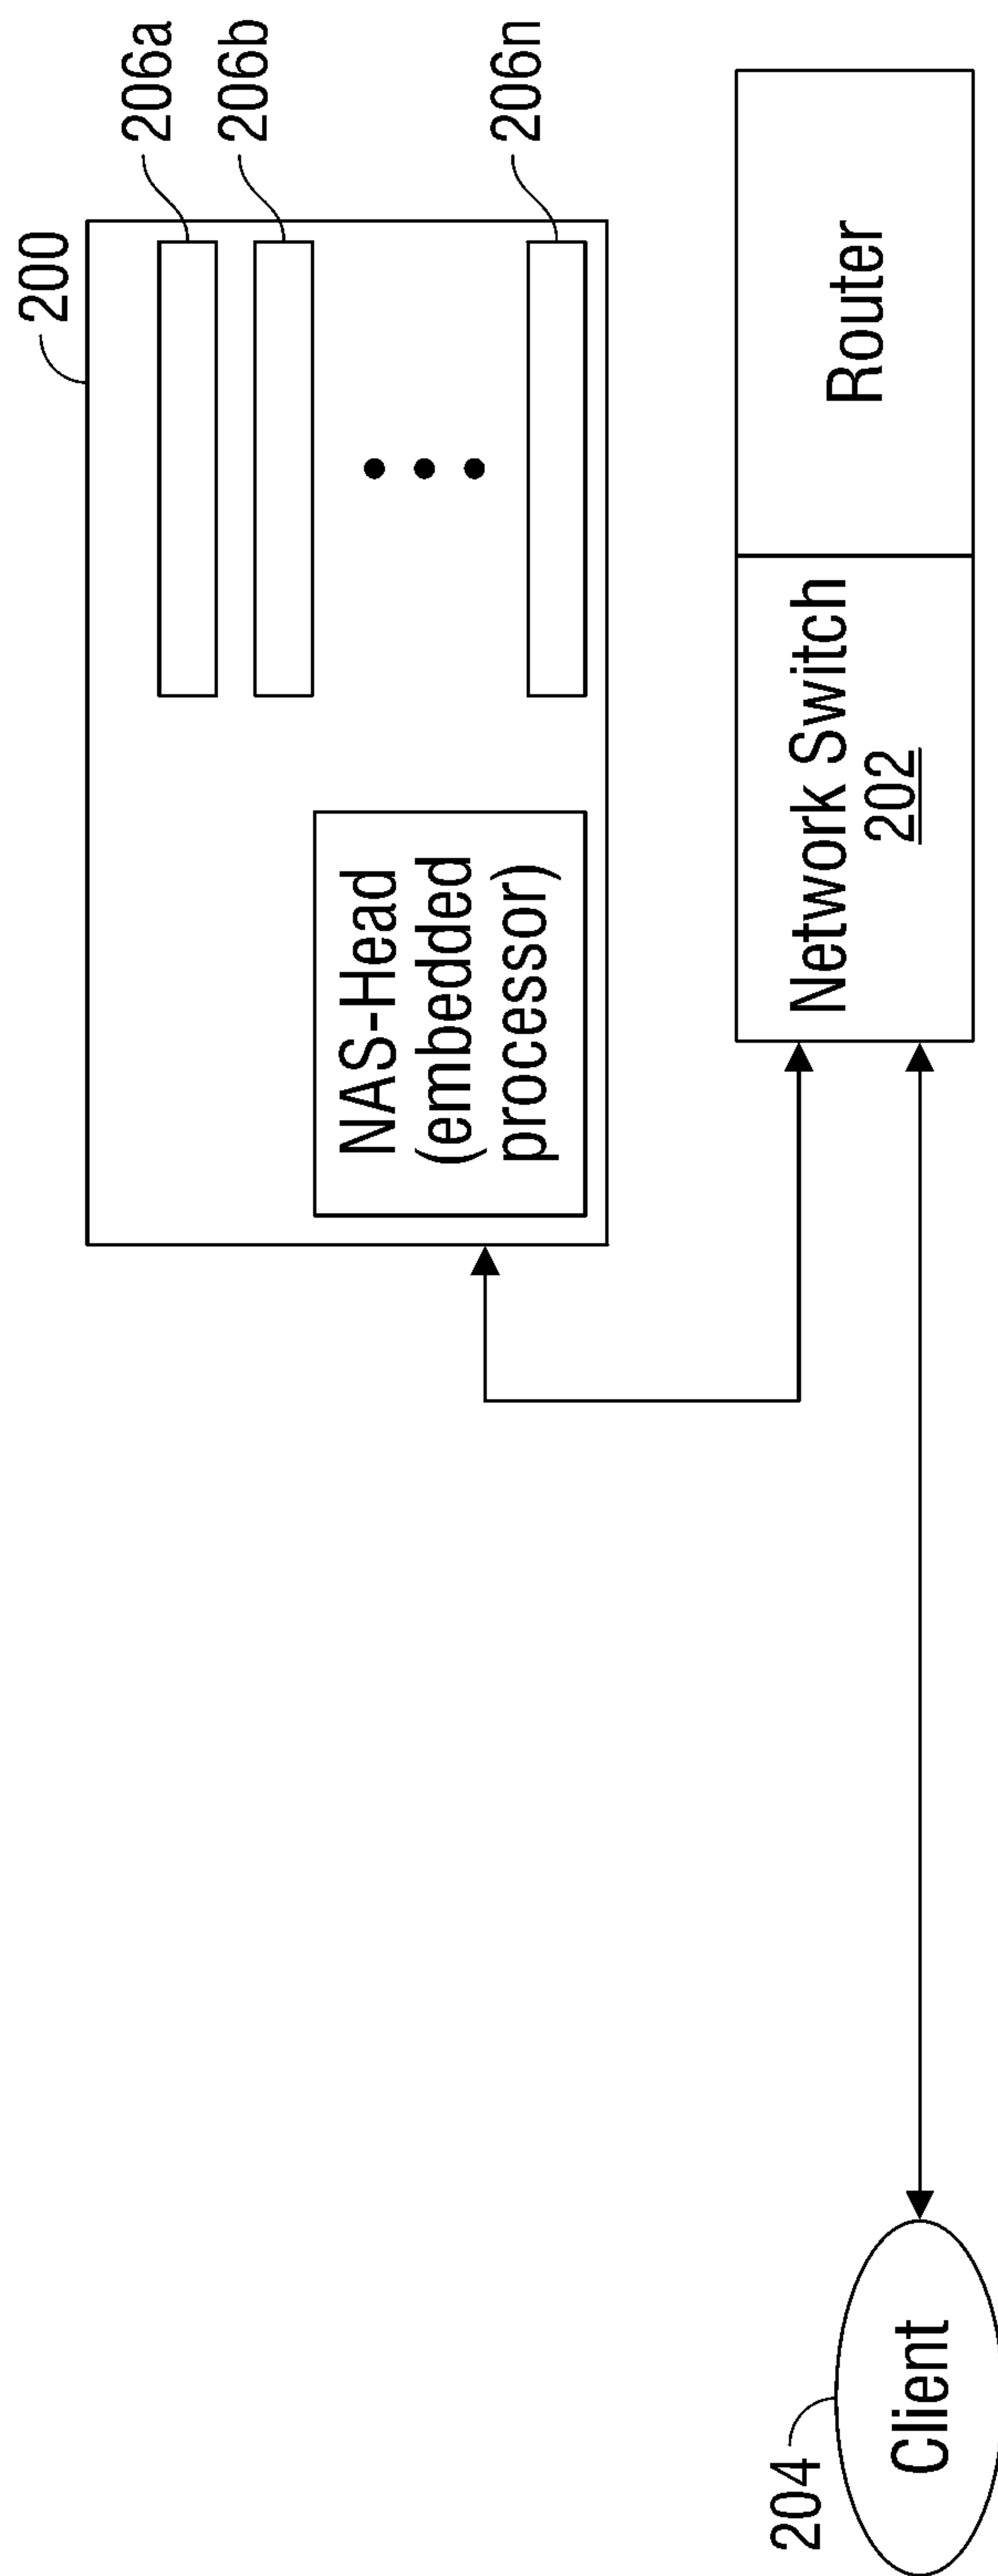 200
206a
206b
206n
NAS-Head
(embedded
processor)
204
Client
Network Switch
202
Router